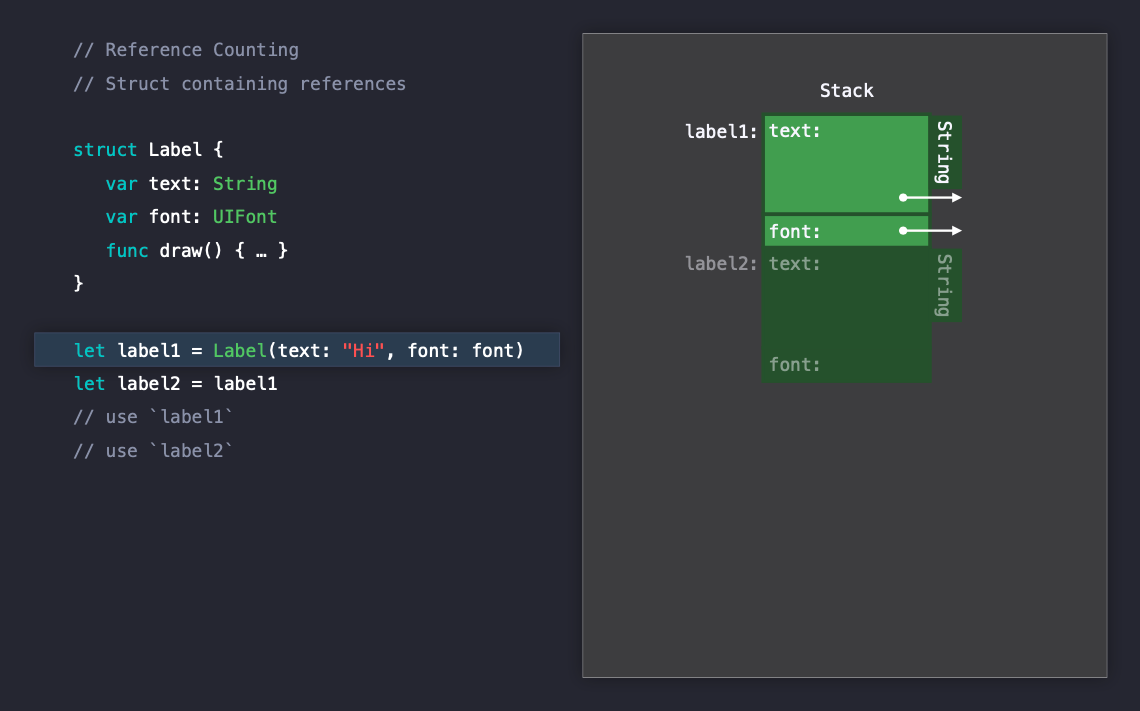 // Reference Counting
// Struct containing references
struct Label {
var text: String
var font: UIFont
func draw() { … }
}
let label1 = Label(text: "Hi", font: font)
let label2 = label1
// use `label1`
// use `label2`
Stack
label1: text: String
font:
label2: text: String
font: